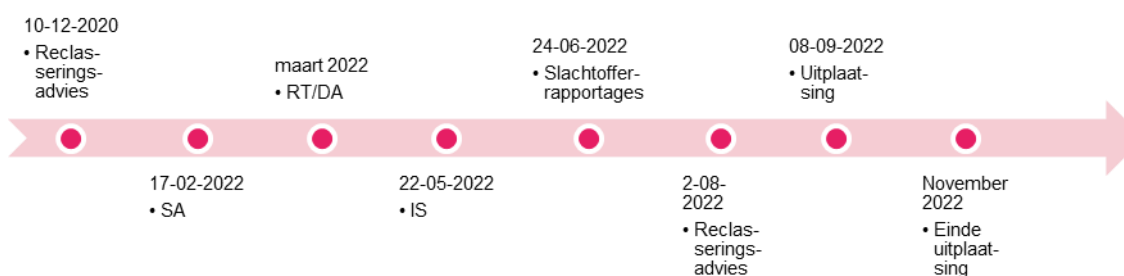 10-12-2020
• Reclas-
serings-
advies
17-02-2022
• SA
maart 2022
• RT/DA
22-05-2022
• IS
24-06-2022
• Slachtoffer-
rapportages
2-08-
2022
• Reclas-
serings-
advies
08-09-2022
• Uitplaat-
sing
November
2022
• Einde
uitplaat-
sing